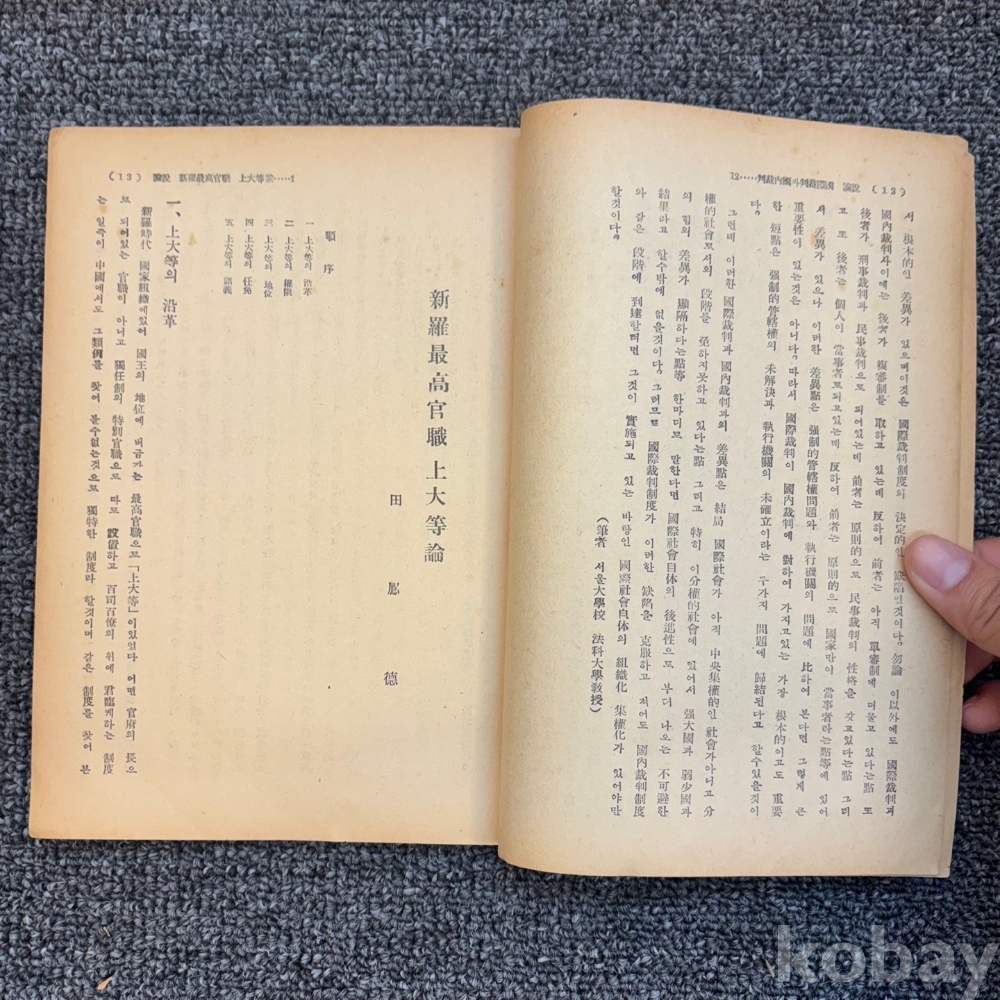 (12) 論說 國際裁判과國內裁判……12
서 根本的인 差異가 있으며이것은 國際裁判制度의 決定的인 缺陷인것이다。勿論 이以外에도 國際裁判과
國內裁判사이에는 後者가 複審制를 取하고 있는데 反하여 前者는 아직 單審制에 머물고 있다는點 또
後者가 刑事裁判과 民事裁判으로 되어있는데 前者는 原則的으로 民事裁判의 性格을 갖고있다는點 그리
고 또 後者는 個人이 當事者로되고있는데 反하여 前者는 原則的으로 國家만이 當事者라는點等에 있어
서 差異가 있으나 이러한 差異點은 强制的管轄權問題와 執行機關의 問題에 比하여 본다면 그렇게 큰
重要性이 있는것은 아니다。따라서 國際裁判이 國內裁判에 對하여 가지고있는 가장 根本的이고도 重要
한 短點은 强制的管轄權의 未解決과 執行機關의 未確立이라는 두가지 問題에 歸結된다고 할수있을것이
다。
그런데 이러한 國際裁判과 國內裁判과의 差異點은 結局 國際社會가 아직 中央集權的인 社會가아니고 分
權的社會로서의 段階를 免하지못하고 있다는點 그리고 特히 이分權的社會에 있어서 强大國과 弱少國과
의 힘의 差異가 顯隔하다는點等 한마디로 말한다면 國際社會自体의 後進性으로 부터 나오는 不可避한
結果라고 할수밖에 없을것이다。그러므로 國際裁判制度가 이러한 缺陷을 克服하고 적어도 國內裁判制度
와 같은 段階에 到達할려면 그것이 實施되고 있는 바탕인 國際社會自体의 組織化 集權化가 있어야만
할것이다。
(筆者 서울大學校 法科大學敎授)
(13) 論說 新羅最高官職 上大等論……1
新羅最高官職上大等論
田鳳德
順序
一 上大等의 沿革
二 上大等의 權限
三 上大等의 地位
四 上大等의 任免
五 上大等의 語義
一、上大等의 沿革
新羅時代 國家組織에있어 國王의 地位에 버금가는 最高官職으로「上大等」이있었다 어떤 官府의 長으
로 되어있는 官職이 아니고 獨任制의 特別官職으로 따로 設置하고 百司百僚의 위에 君臨케하는 制度
는 일즉이 中國에서도 그類例를 찾어 볼수없는것으로 獨特한 制度라 할것이며 같은 制度를 찾어 본